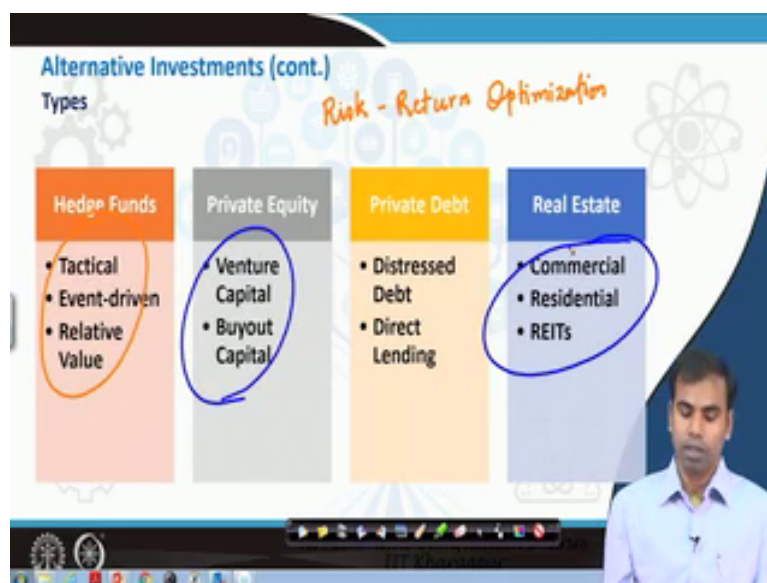 Alternative Investments (cont.)
Types
Risk - Return Optimization
Hedge Funds
• Tactical
• Event-driven
• Relative
Value
Private Equity
• Venture
Capital
• Buyout
Capital
Private Debt
• Distressed
Debt
• Direct
Lending
Real Estate
• Commercial
• Residential
• REITs
IIT Kharagpur